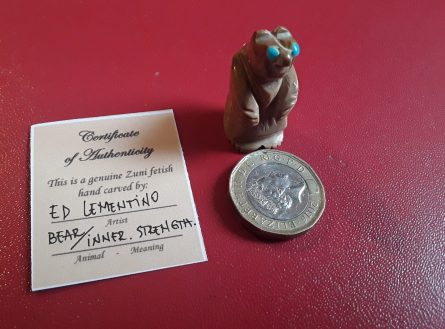 Certificate
of Authenticity
This is a genuine Zuni fetish
hand carved by:
ED LEMENTINO
Artist
BEAR/INNER. STRENGTH.
Animal - Meaning